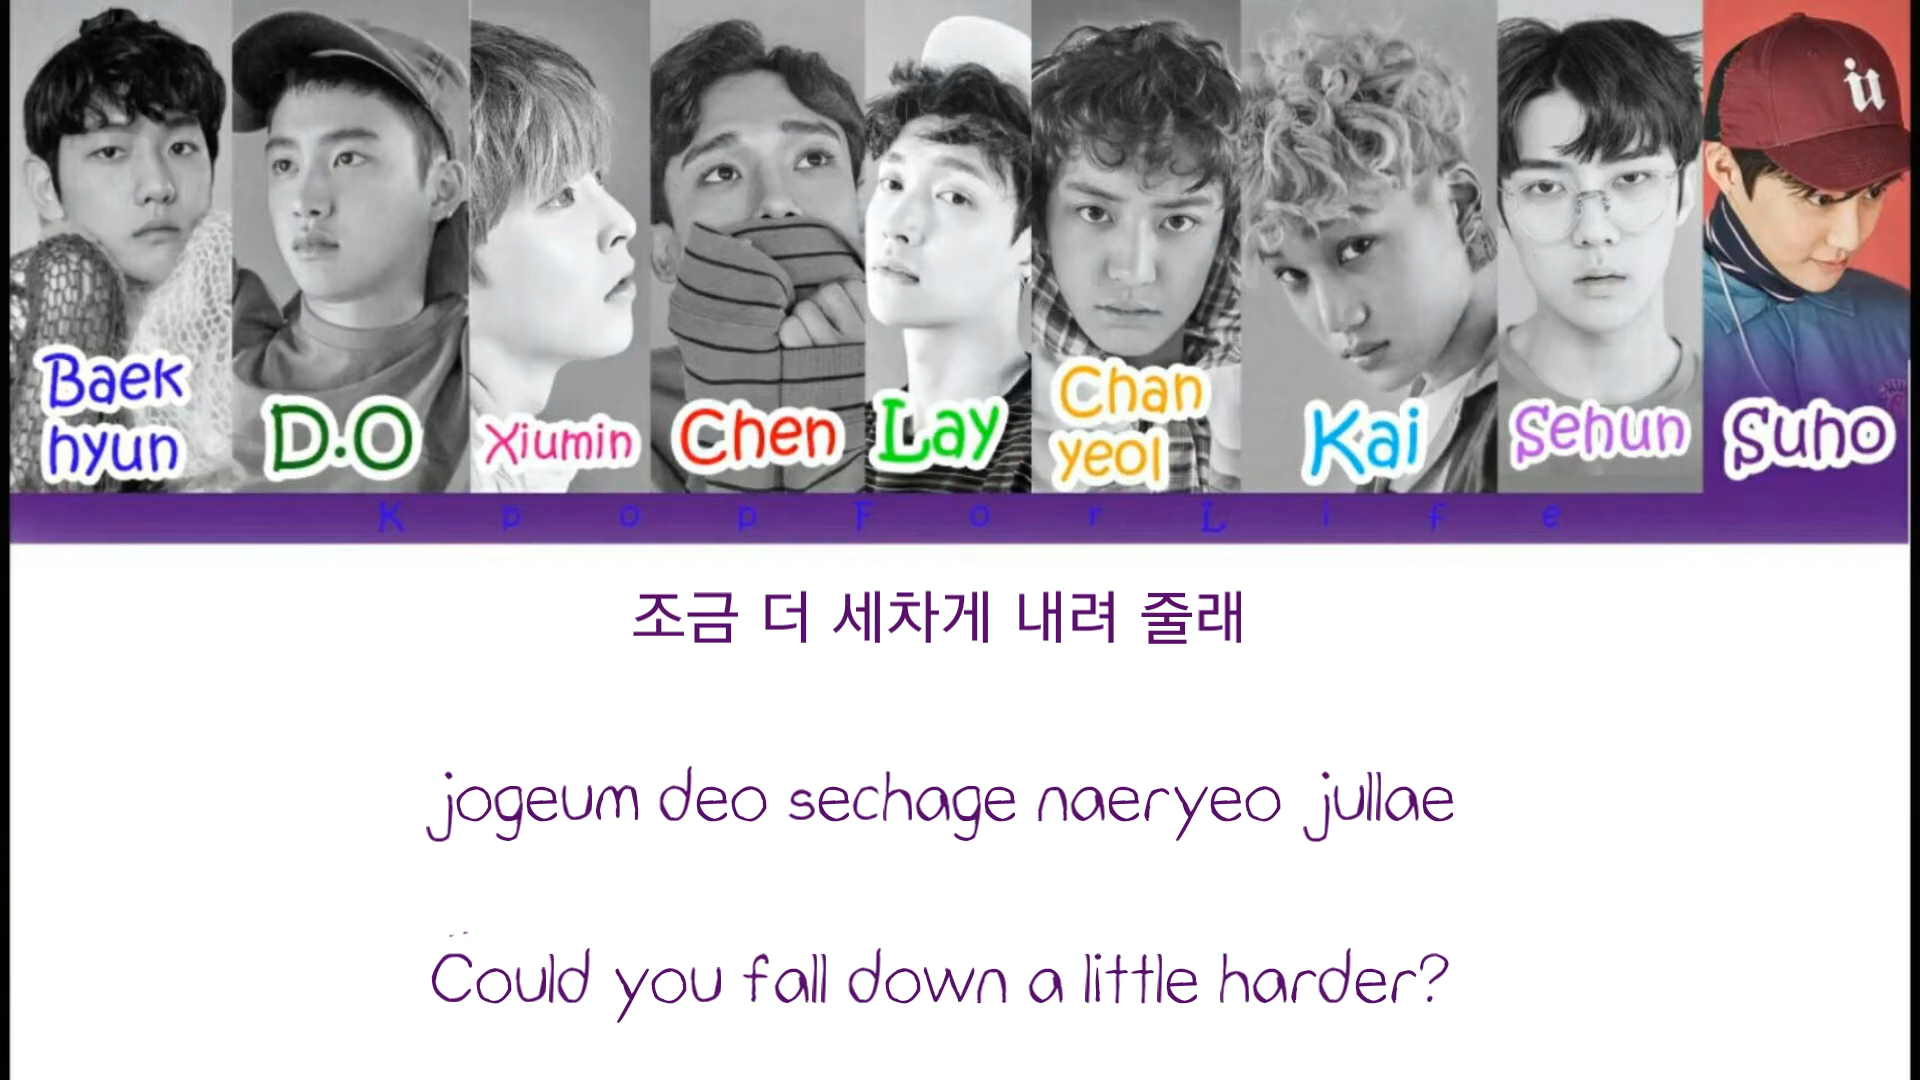 Baek
hyun
D.O
Xiumin
Chen
Lay
Chan
yeol
Kai
Sehun
Suho
KpopForLife
조금 더 세차게 내려 줄래
jogeum deo sechage naeryeo jullae
Could you fall down a little harder?